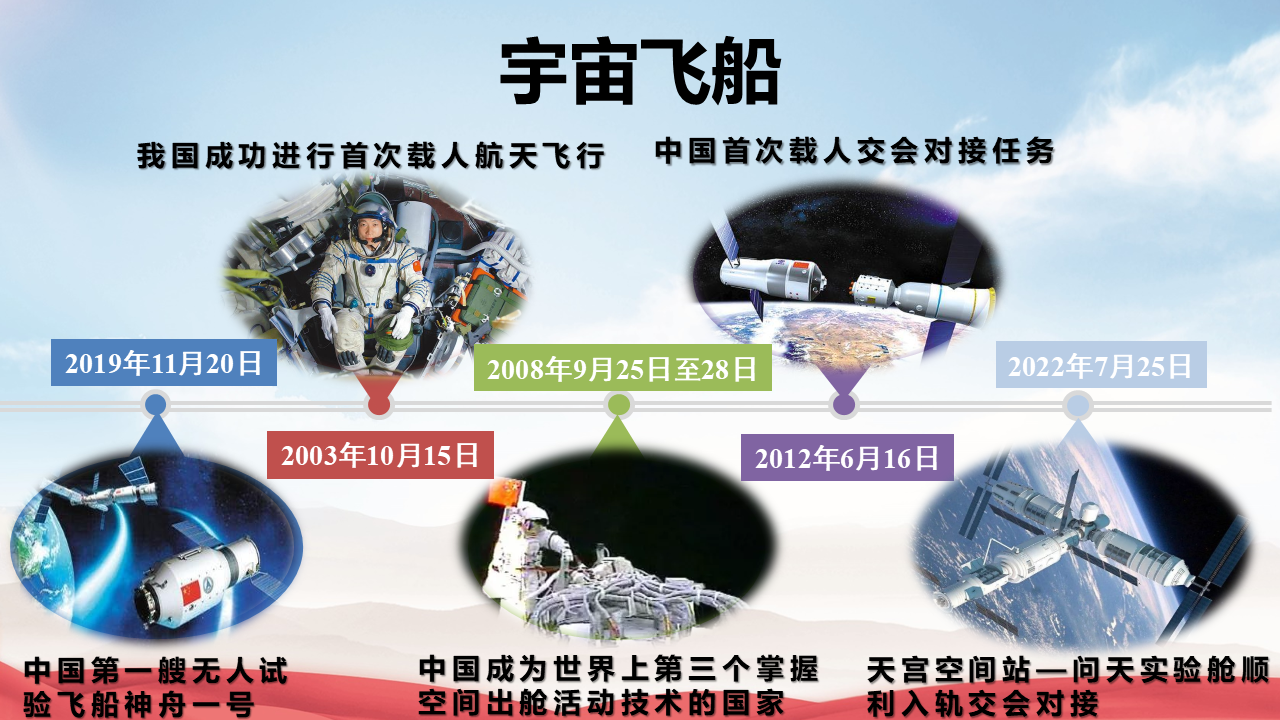 宇宙飞船
我国成功进行首次载人航天飞行
中国首次载人交会对接任务
2019年11月20日
2008年9月25日至28日
2022年7月25日
2003年10月15日
2012年6月16日
中国第一艘无人试
验飞船神舟一号
中国成为世界上第三个掌握
空间出舱活动技术的国家
天宫空间站—问天实验舱顺
利入轨交会对接